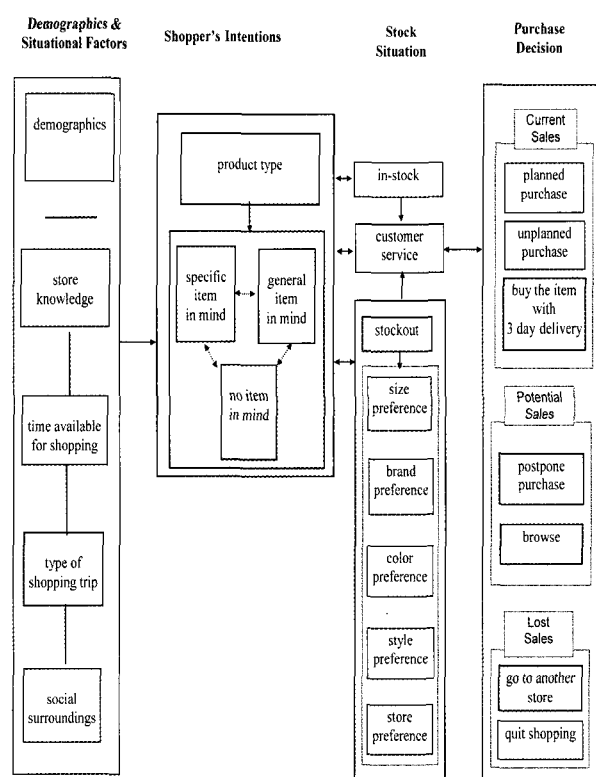 Demographics &
Situational Factors
Shopper's Intentions
Stock
Situation
Purchase
Decision
demographics
store
knowledge
time available
for shopping
type of
shopping trip
social
surroundings
product type
specific
item
in mind
general
item
in mind
no item
in mind
in-stock
customer
service
stockout
size
preference
brand
preference
color
preference
style
preference
store
preference
Current
Sales
planned
purchase
unplanned
purchase
buy the item
with
3 day delivery
Potential
Sales
postpone
purchase
browse
Lost
Sales
go to another
store
quit shopping